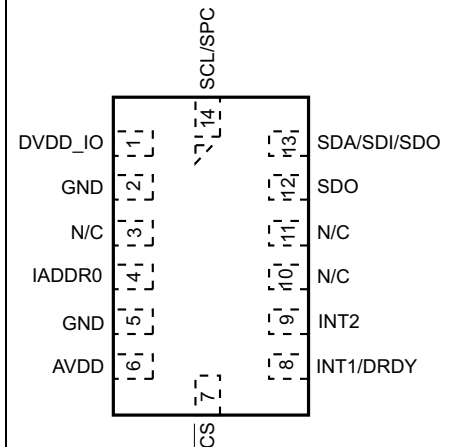 SCL/SPC
14
DVDD_IO 1
13 SDA/SDI/SDO
GND 2
12 SDO
N/C 3
11 N/C
IADDR0 4
10 N/C
GND 5
9 INT2
AVDD 6
8 INT1/DRDY
7
CS